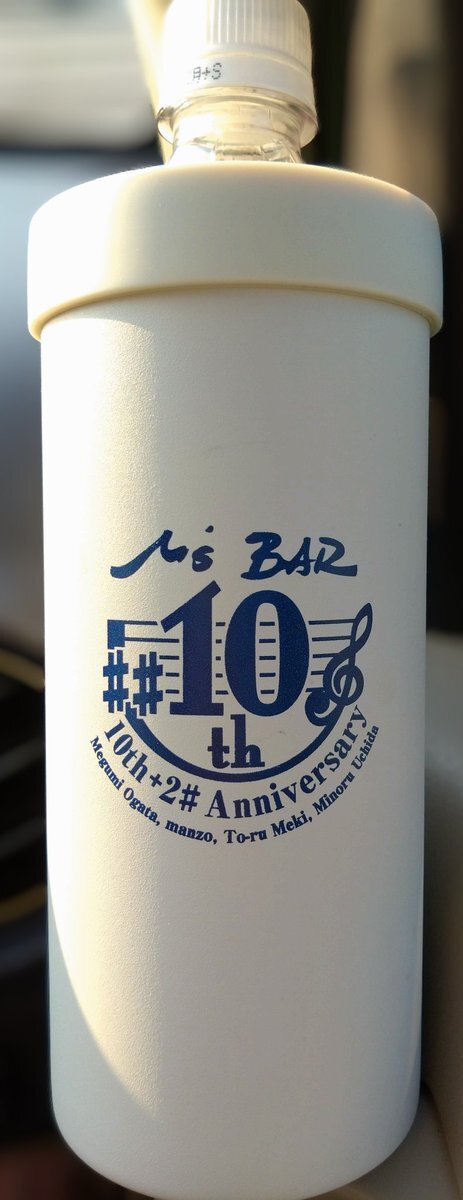 A+S
M's BAR
##10
th
10th+2# Anniversary
Megumi Ogata, manzo, To-ru Meki, Minoru Uchida